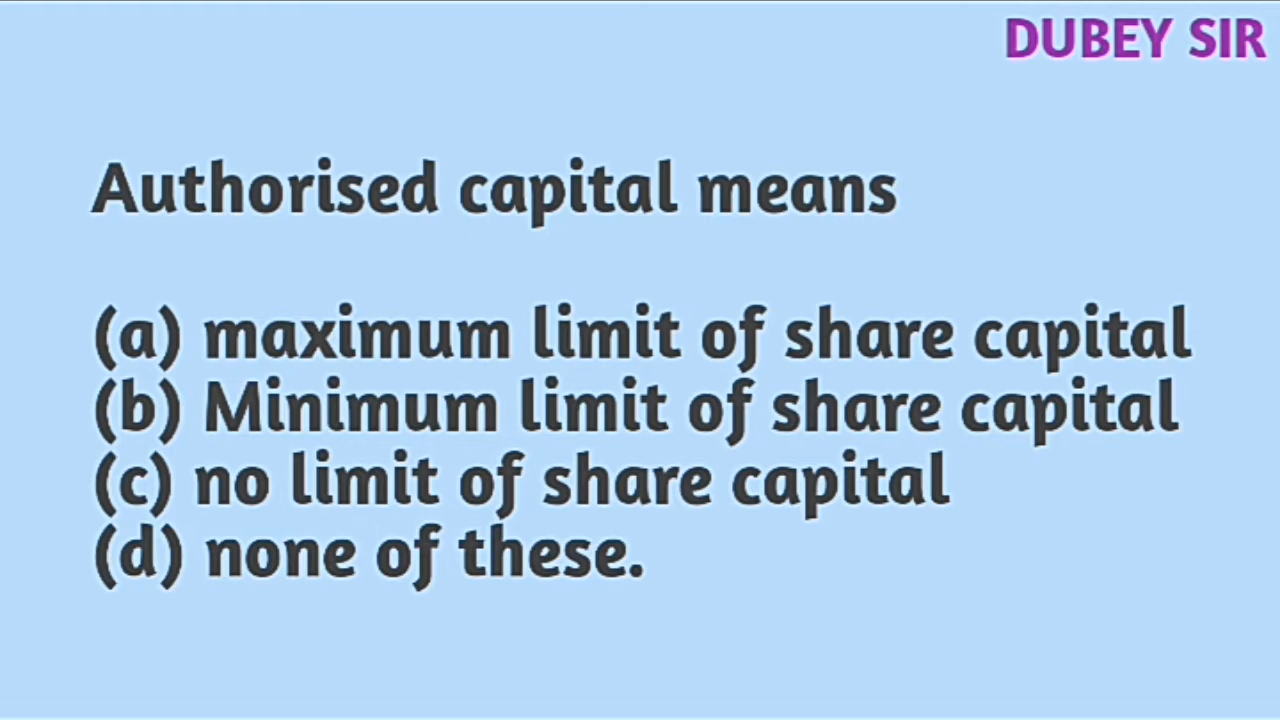 DUBEY SIR
Authorised capital means
(a) maximum limit of share capital
(b) Minimum limit of share capital
(c) no limit of share capital
(d) none of these.